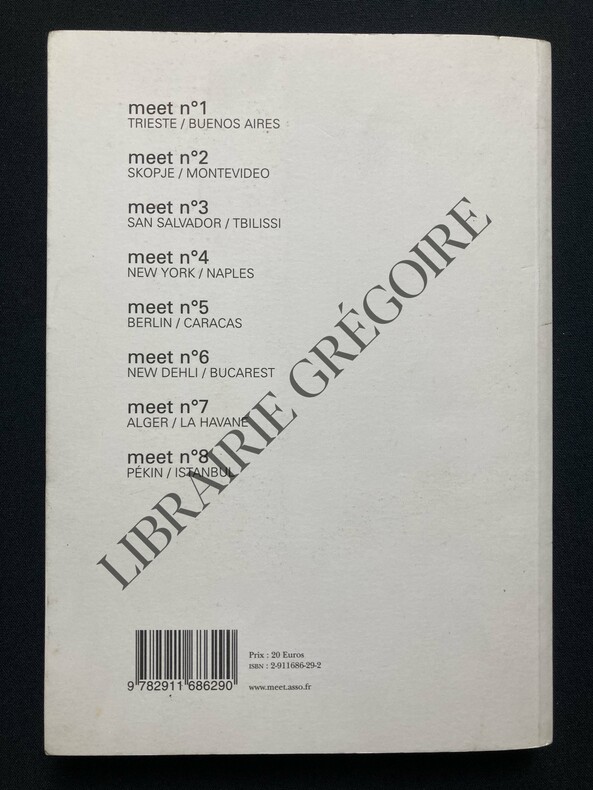 meet n°1
TRIESTE / BUENOS AIRES
meet n°2
SKOPJE / MONTEVIDEO
meet n°3
SAN SALVADOR / TBILISSI
meet n°4
NEW YORK / NAPLES
meet n°5
BERLIN / CARACAS
meet n°6
NEW DEHLI / BUCAREST
meet n°7
ALGER / LA HAVANE
meet n°8
PÉKIN / ISTANBUL
LIBRAIRIE GRÉGOIRE
Prix : 20 Euros
ISBN : 2-911686-29-2
www.meet.asso.fr
9 782911 686290